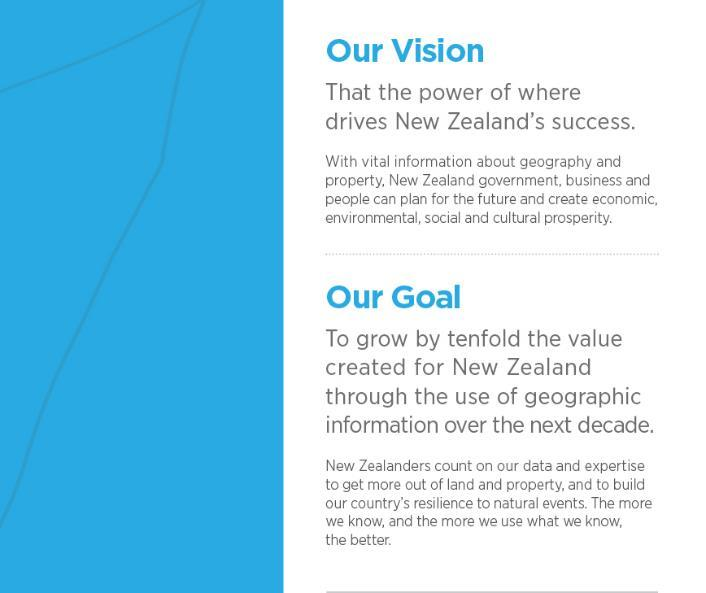 Our Vision
That the power of where
drives New Zealand’s success.
With vital information about geography and
property, New Zealand government, business and
people can plan for the future and create economic,
environmental, social and cultural prosperity.
Our Goal
To grow by tenfold the value
created for New Zealand
through the use of geographic
information over the next decade.
New Zealanders count on our data and expertise
to get more out of land and property, and to build
our country’s resilience to natural events. The more
we know, and the more we use what we know,
the better.